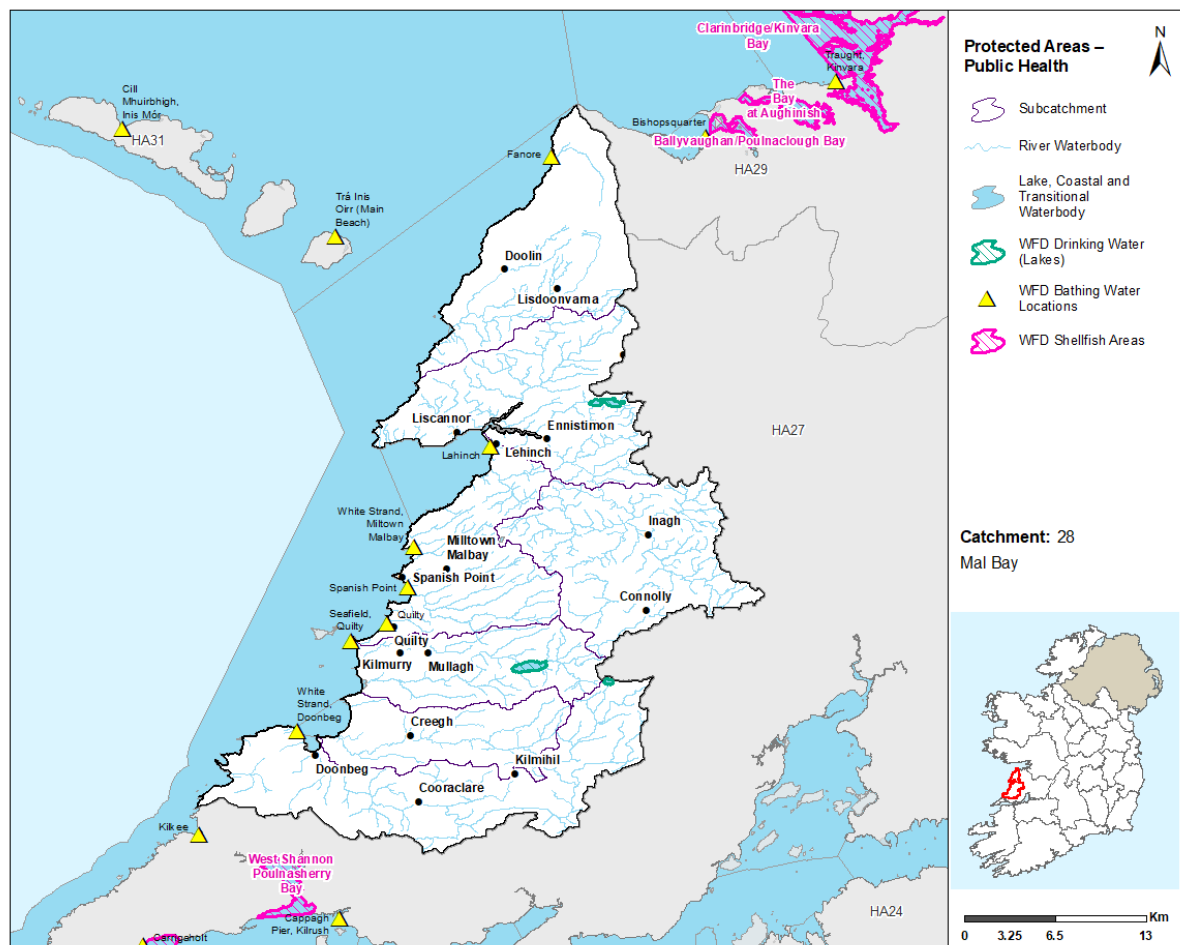 Clarinbridge/Kinvara
Bay
Traught,
Kinvara
Cill
Mhuirbhigh,
Inis Mór
HA31
The
Bay
at Aughinish
Bishopsquarter
Ballyvaughan/Poulnaclough Bay
HA29
Fanore
Trá Inis
Oirr (Main
Beach)
Doolin
Lisdoonvarna
Liscannor
Ennistimon
HA27
Lahinch
Lehinch
White Strand,
Miltown
Malbay
Inagh
Milltown
Malbay
Spanish Point
Spanish Point
Connolly
Seafield,
Quilty
Quilty
Quilty
Kilmurry
Mullagh
White
Strand,
Doonbeg
Creegh
Doonbeg
Kilmihil
Cooraclare
Kilkee
West Shannon
Poulnasherry
Bay
Cappagh
Pier, Kilrush
Carrigaholt
HA24
Protected Areas –
Public Health
N
Subcatchment
River Waterbody
Lake, Coastal and
Transitional
Waterbody
WFD Drinking Water
(Lakes)
WFD Bathing Water
Locations
WFD Shellfish Areas
Catchment: 28
Mal Bay
Km
0 3.25 6.5 13